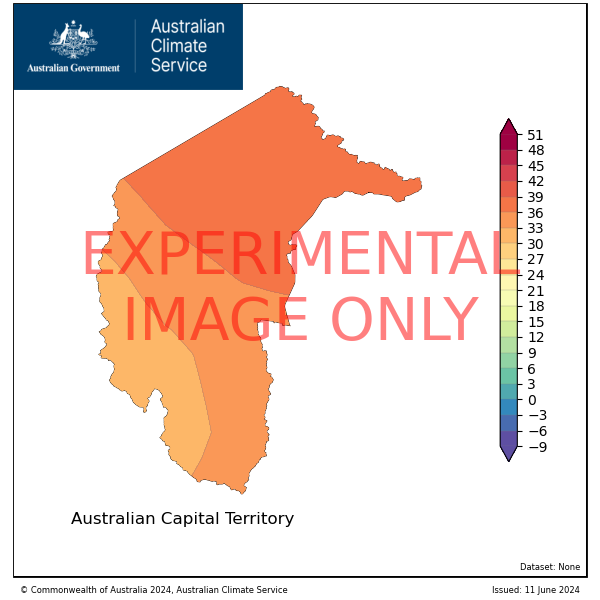 Australian Government
Australian
Climate
Service
EXPERIMENTAL
IMAGE ONLY
51
48
45
42
39
36
33
30
27
24
21
18
15
12
9
6
3
0
−3
−6
−9
Australian Capital Territory
Dataset: None
© Commonwealth of Australia 2024, Australian Climate Service
Issued: 11 June 2024